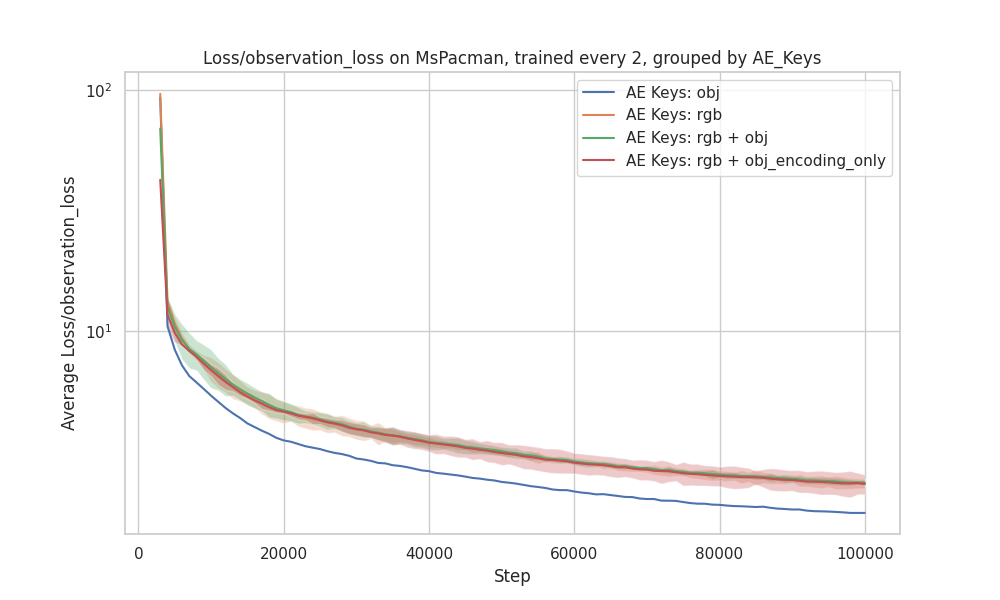 Loss/observation_loss on MsPacman, trained every 2, grouped by AE_Keys
AE Keys: obj
AE Keys: rgb
AE Keys: rgb + obj
AE Keys: rgb + obj_encoding_only
Average Loss/observation_loss
10²
10¹
0 20000 40000 60000 80000 100000
Step